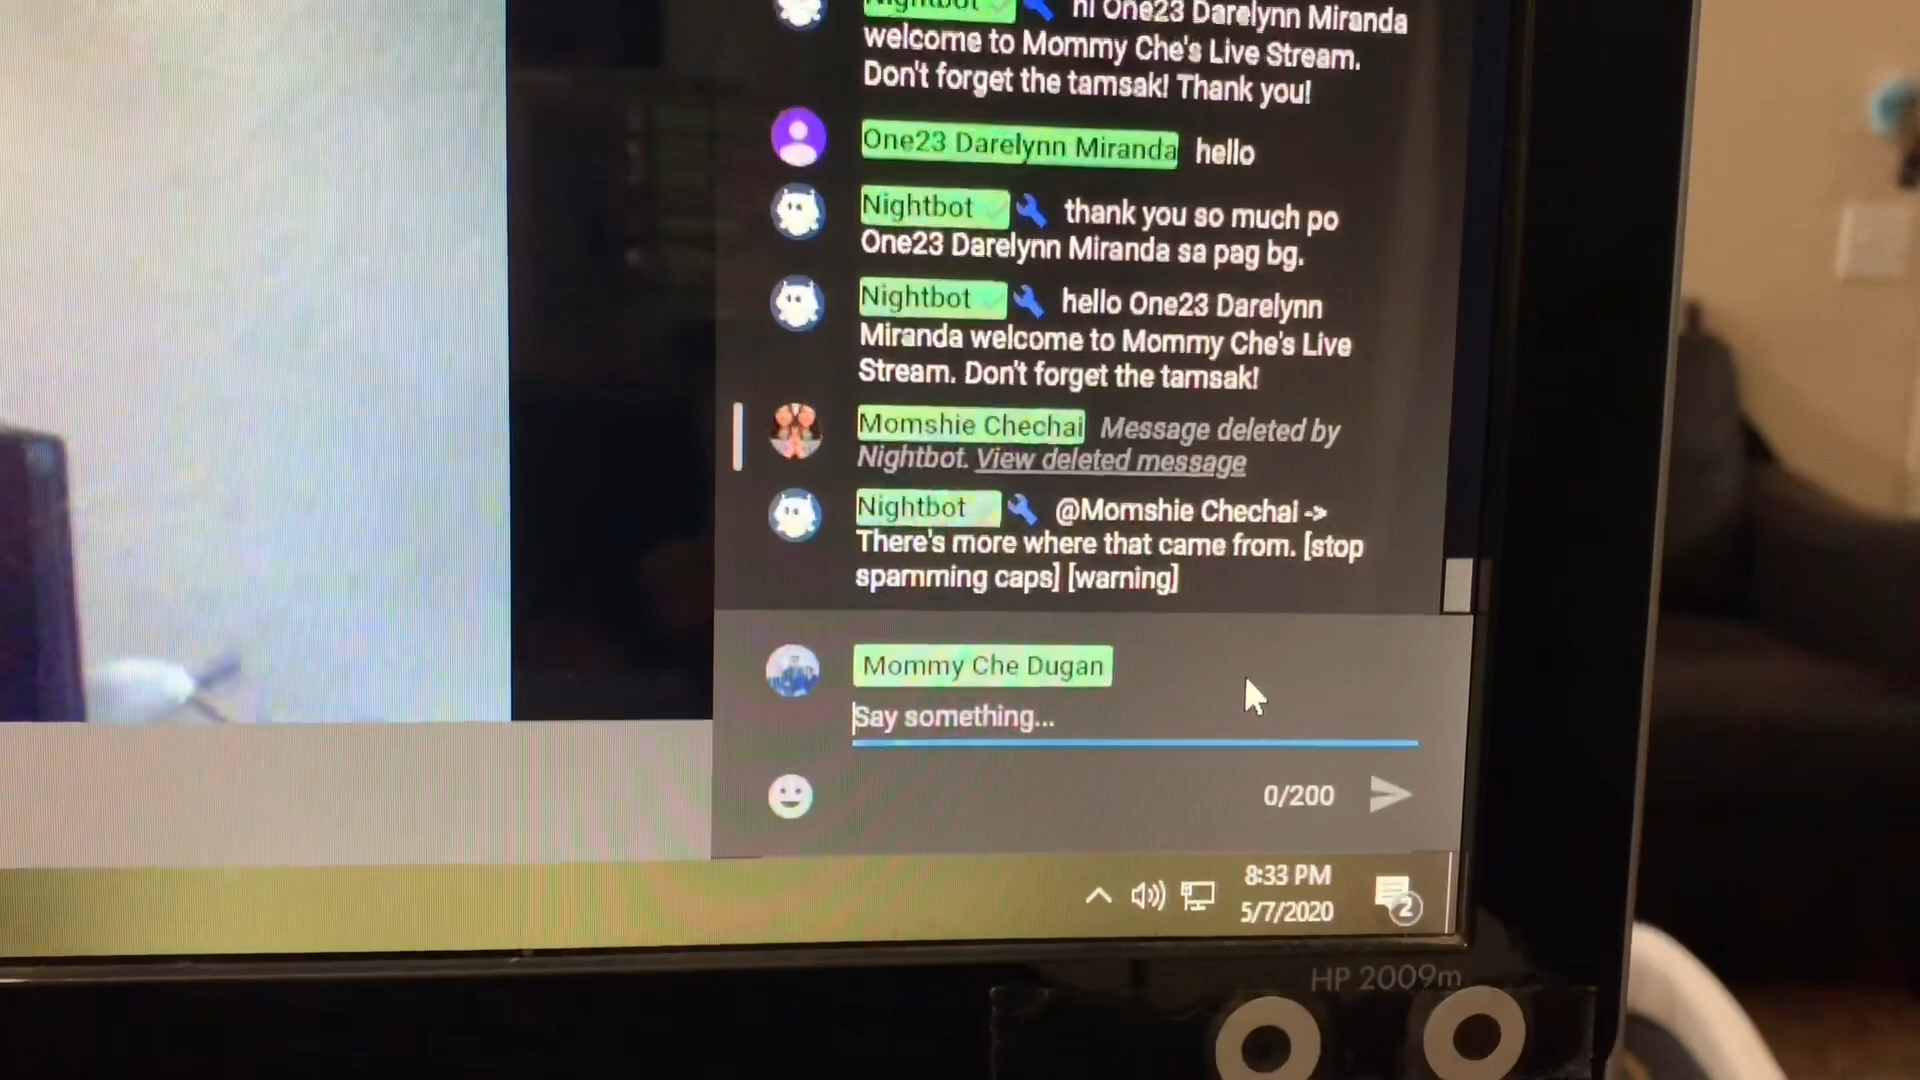 Nightbot hi One23 Darelynn Miranda
welcome to Mommy Che's Live Stream.
Don't forget the tamsak! Thank you!
One23 Darelynn Miranda hello
Nightbot thank you so much po
One23 Darelynn Miranda sa pag bg.
Nightbot hello One23 Darelynn
Miranda welcome to Mommy Che's Live
Stream. Don't forget the tamsak!
Momshie Chechai Message deleted by
Nightbot. View deleted message
Nightbot @Momshie Chechai ->
There's more where that came from. [stop
spamming caps] [warning]
Mommy Che Dugan
Say something...
0/200
8:33 PM
5/7/2020
2
HP 2009m